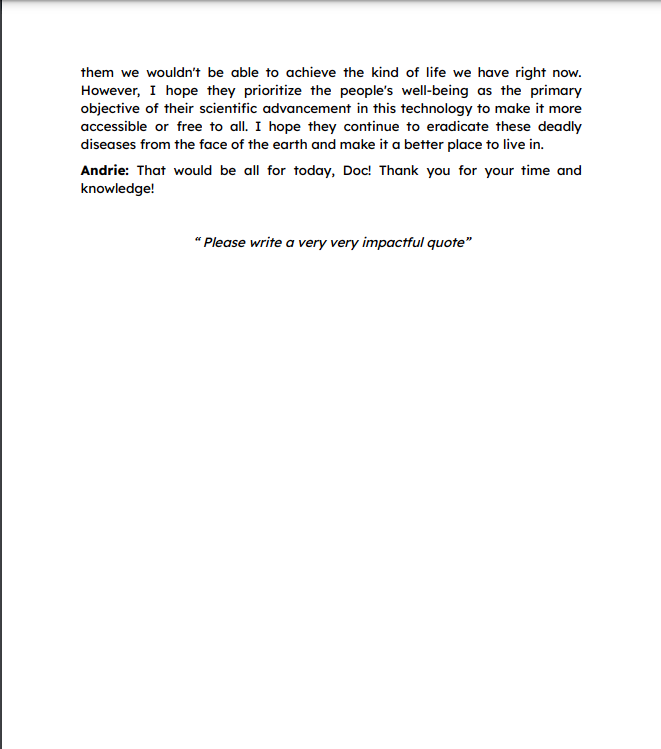 them we wouldn't be able to achieve the kind of life we have right now.
However, I hope they prioritize the people's well-being as the primary
objective of their scientific advancement in this technology to make it more
accessible or free to all. I hope they continue to eradicate these deadly
diseases from the face of the earth and make it a better place to live in.
Andrie: That would be all for today, Doc! Thank you for your time and
knowledge!
“ Please write a very very impactful quote”